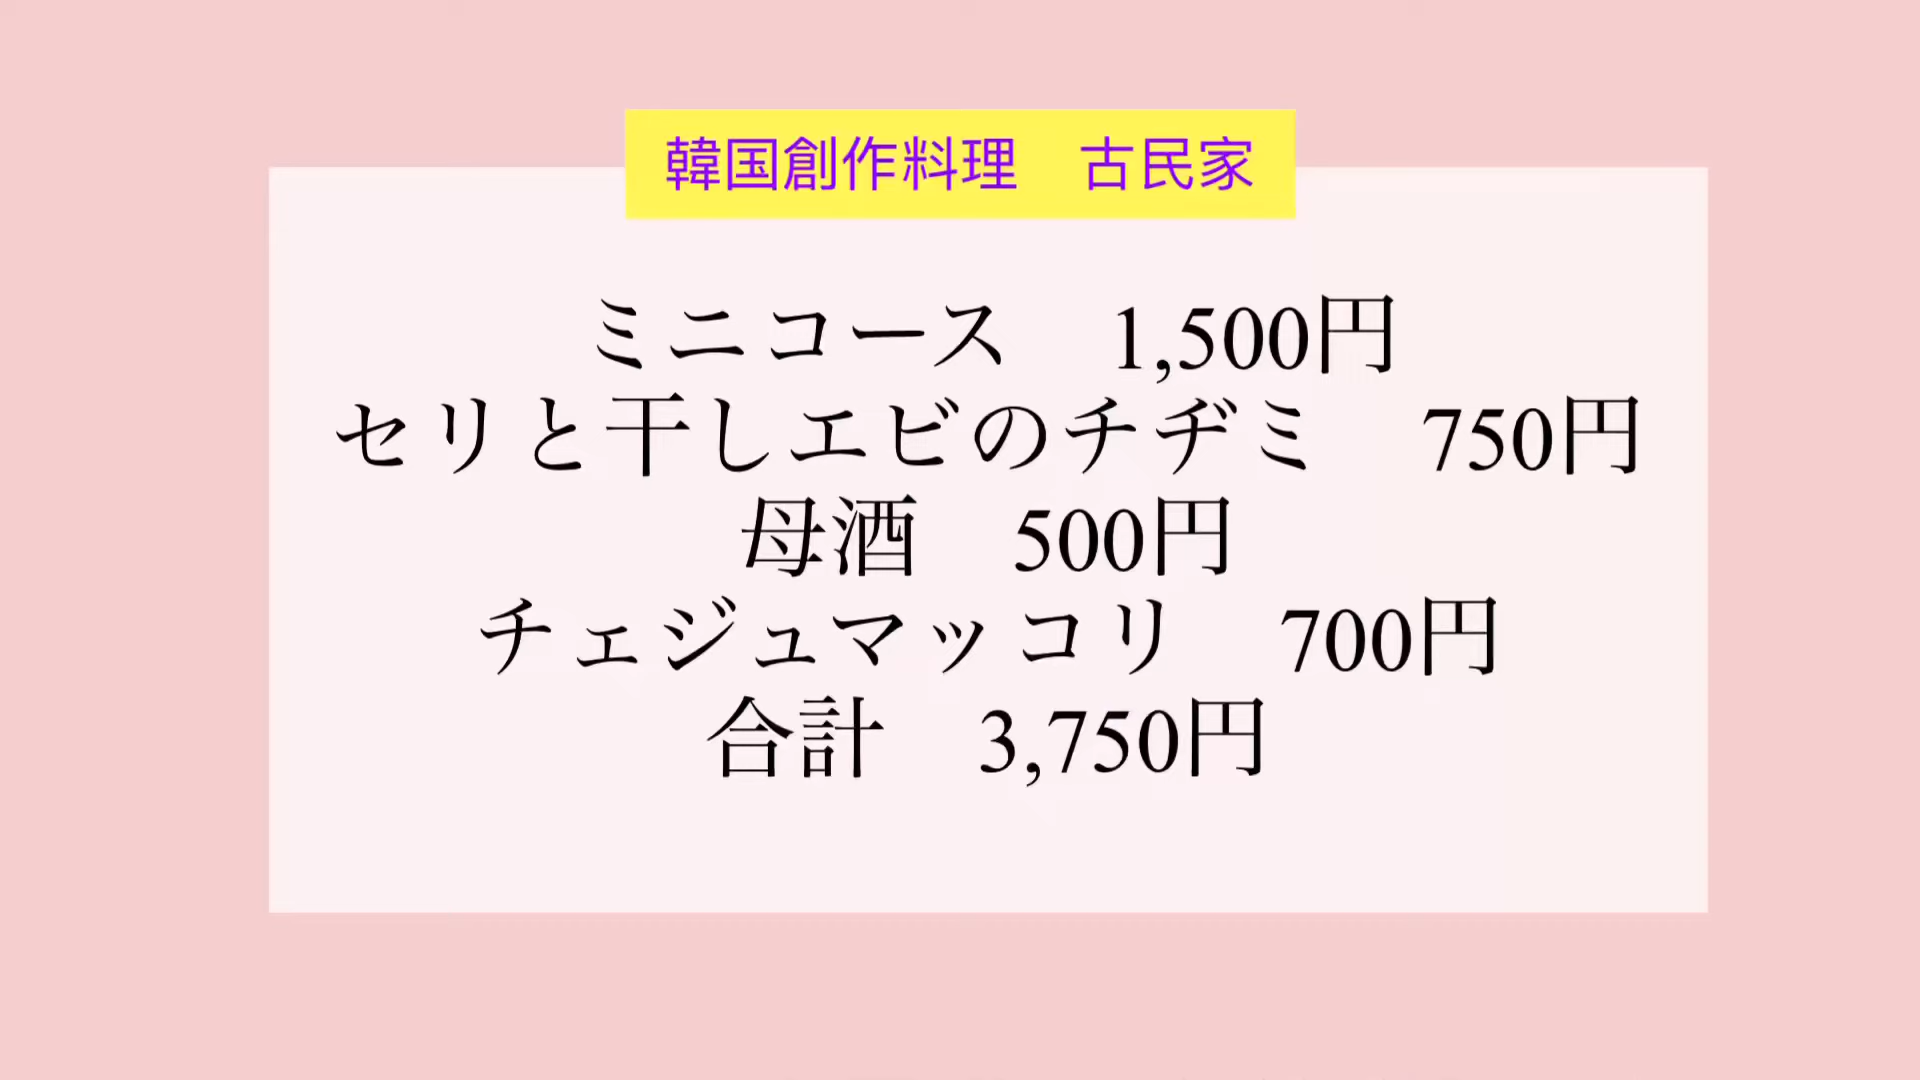 韓国創作料理　古民家
ミニコース　1,500円
セリと干しエビのチヂミ　750円
母酒　500円
チェジュマッコリ　700円
合計　3,750円